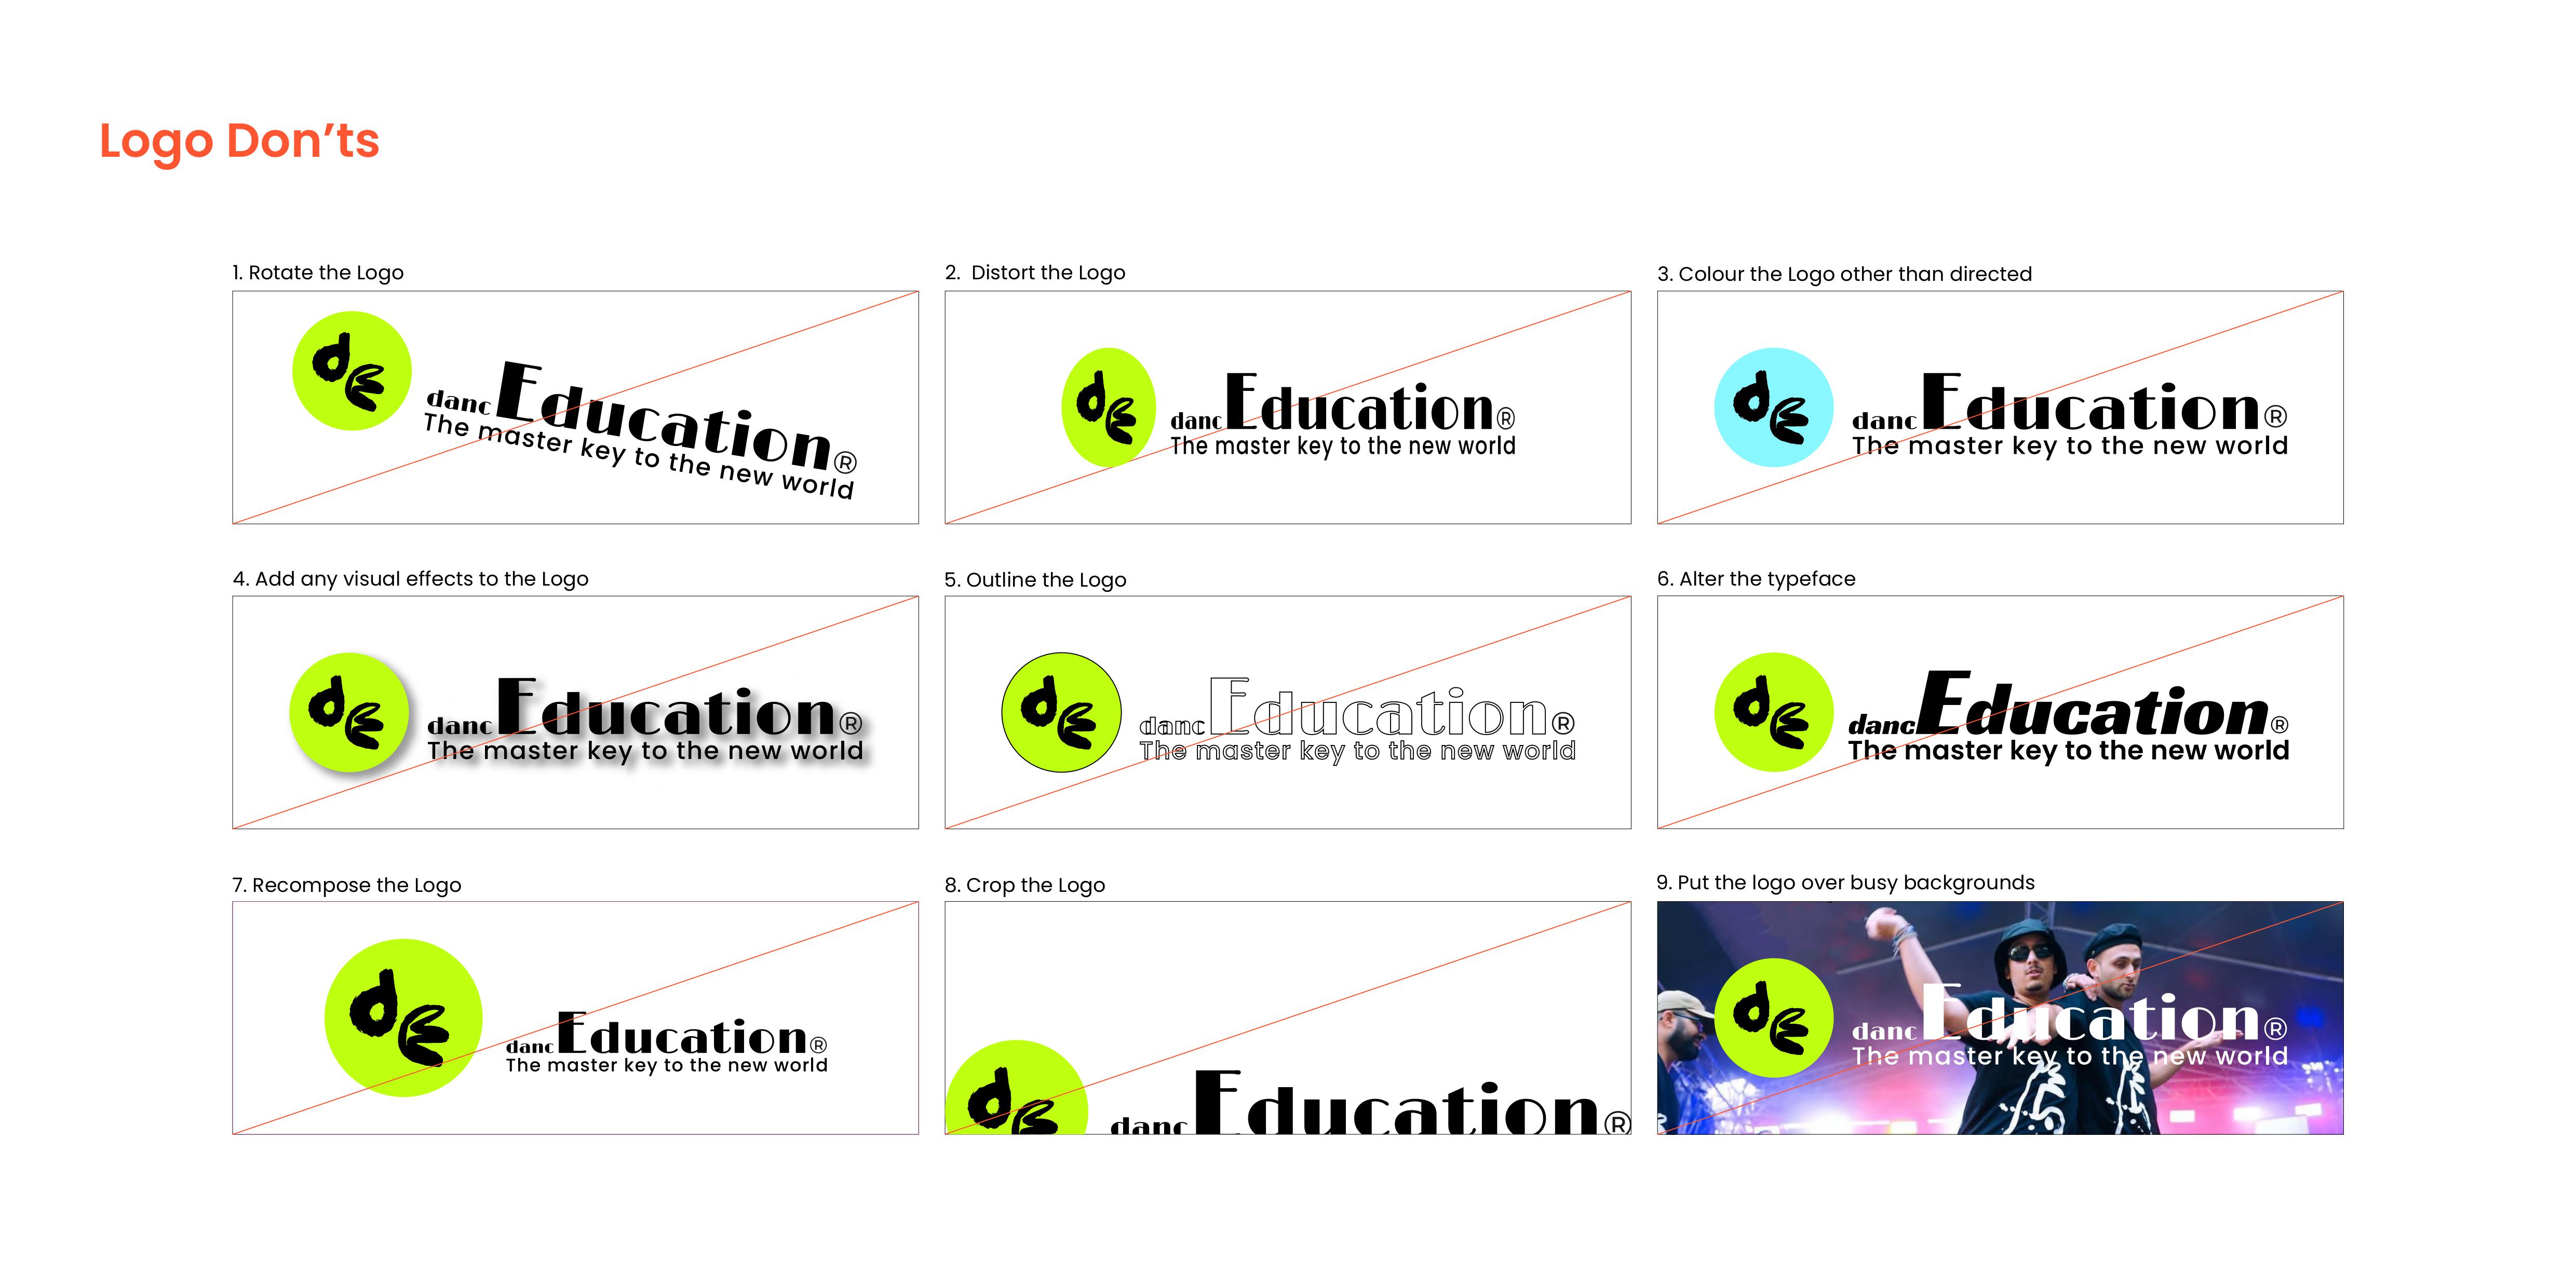 Logo Don’ts
1. Rotate the Logo
2.  Distort the Logo
3. Colour the Logo other than directed
dE
dancEducation®
The master key to the new world
dE
dancEducation®
The master key to the new world
dE
dancEducation®
The master key to the new world
4. Add any visual effects to the Logo
5. Outline the Logo
6. Alter the typeface
dE
dancEducation®
The master key to the new world
dE
dancEducation®
The master key to the new world
dE
dancEducation®
The master key to the new world
7. Recompose the Logo
8. Crop the Logo
9. Put the logo over busy backgrounds
dE
dancEducation®
The master key to the new world
dE
dancEducation®
dE
dancEducation®
The master key to the new world